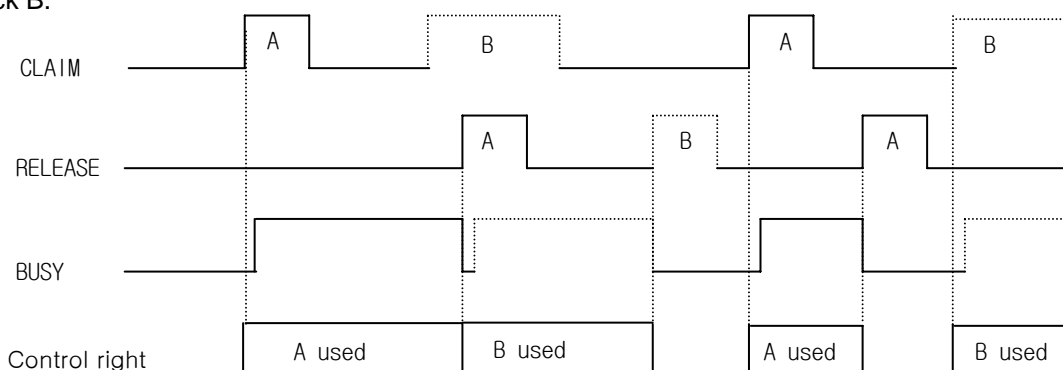 ck B.
A B A B
CLAIM
A B A
RELEASE
BUSY
A used B used A used B used
Control right